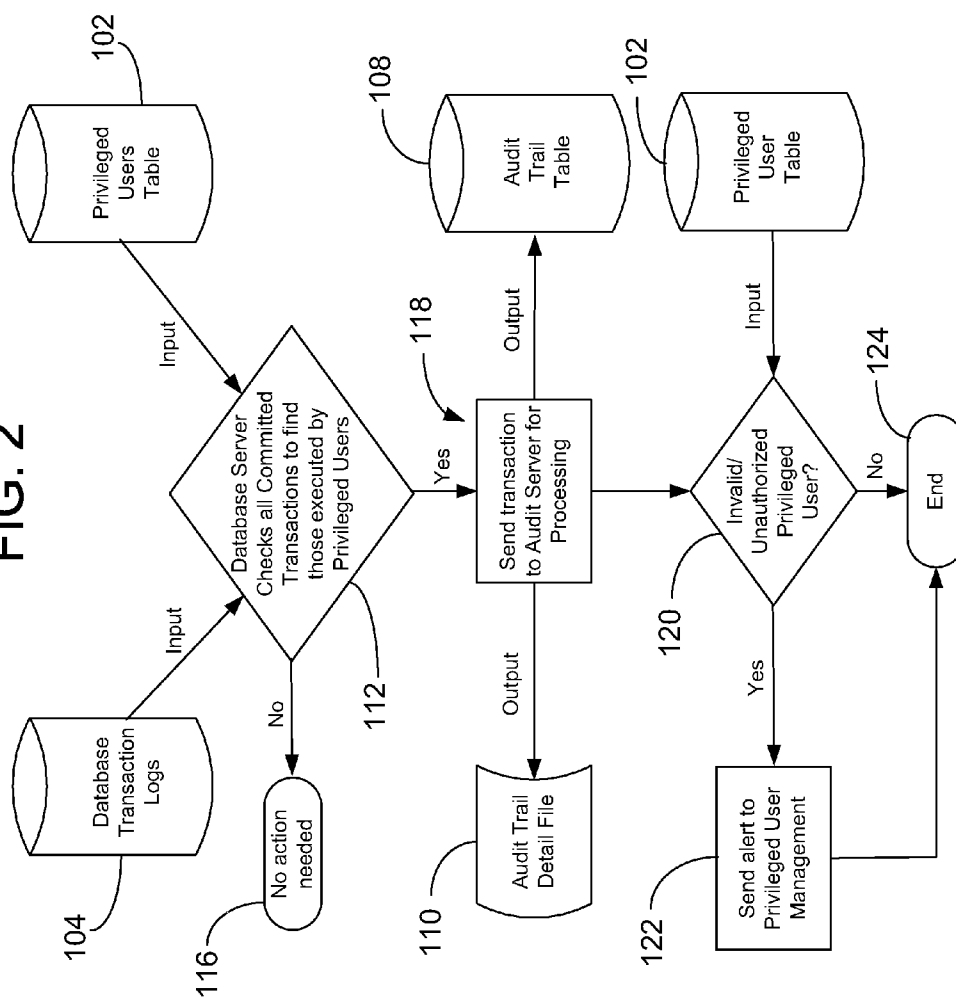 FIG. 2
102
Privileged
Users
Table
Database
Transaction
Logs
104
Input
Input
Database Server
Checks all Committed
Transactions to find
those executed by
Privileged Users
112
No
No action
needed
116
Yes
118
Send transaction
to Audit Server for
Processing
Output
Audit Trail
Detail File
110
Output
Audit
Trail
Table
108
102
Privileged
User
Table
Input
Invalid/
Unauthorized
Privileged
User?
120
Yes
Send alert to
Privileged User
Management
122
No
124
End